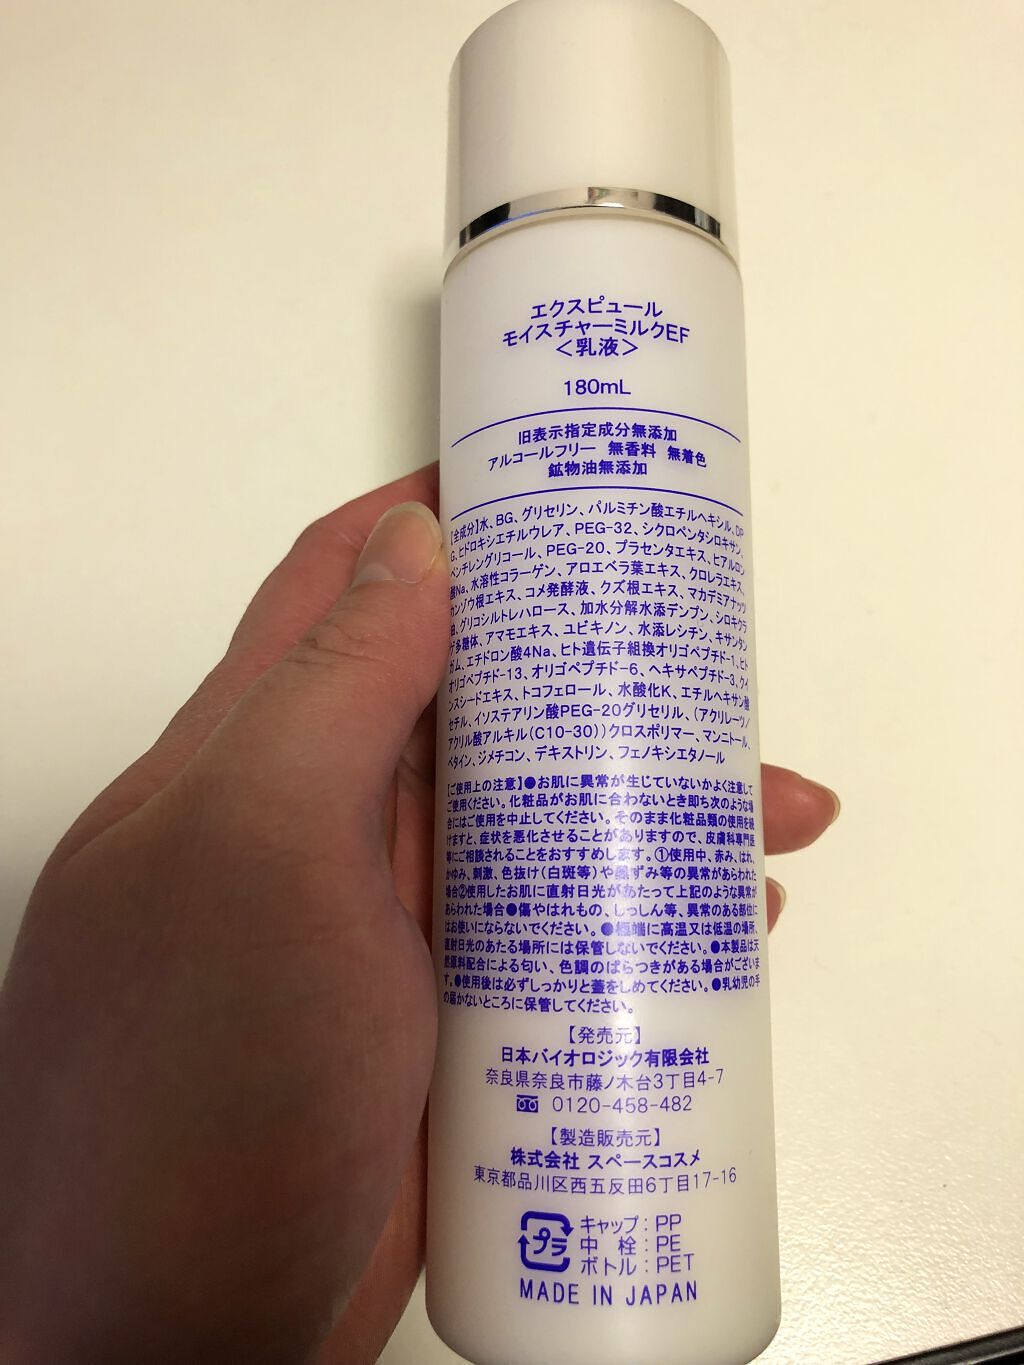 エクスピュール
モイスチャーミルクEF
＜乳液＞
180mL
旧表示指定成分無添加
アルコールフリー 無香料 無着色
鉱物油無添加
【全成分】水、BG、グリセリン、パルミチン酸エチルヘキシル、DP
G、ヒドロキシエチルウレア、PEG-32、シクロペンタシロキサン、
ペンチレングリコール、PEG-20、プラセンタエキス、ヒアルロン
酸Na、水溶性コラーゲン、アロエベラ葉エキス、クロレラエキス、
カンゾウ根エキス、コメ発酵液、クズ根エキス、マカデミアナッツ
油、グリコシルトレハロース、加水分解水添デンプン、シロキクラ
ゲ多糖体、アマモエキス、ユビキノン、水添レシチン、キサンタン
ガム、エチドロン酸4Na、ヒト遺伝子組換オリゴペプチド-1、ヒト
オリゴペプチド-13、オリゴペプチド-6、ヘキサペプチド-3、クイ
ンスシードエキス、トコフェロール、水酸化K、エチルヘキサン酸
セチル、イソステアリン酸PEG-20グリセリル、（アクリレーツ／
アクリル酸アルキル（C10-30））クロスポリマー、マンニトール、
ベタイン、ジメチコン、デキストリン、フェノキシエタノール
【ご使用上の注意】●お肌に異常が生じていないかよく注意して
ご使用ください。化粧品がお肌に合わないとき即ち次のような場
合にはご使用を中止してください。そのまま化粧品類の使用を続
けますと、症状を悪化させることがありますので、皮膚科専門医
等にご相談されることをおすすめします。①使用中、赤み、はれ、
かゆみ、刺激、色抜け（白斑等）や黒ずみ等の異常があらわれた
場合②使用したお肌に直射日光があたって上記のような異常が
あらわれた場合●傷やはれもの、しっしん等、異常のある部位に
はお使いにならないでください。●極端に高温又は低温の場所、
直射日光のあたる場所には保管しないでください。●本製品は天
然原料配合による匂い、色調のばらつきがある場合がございま
す。●使用後は必ずしっかりと蓋をしめてください。●乳幼児の手
の届かないところに保管してください。
【発売元】
日本バイオロジック有限会社
奈良県奈良市藤ノ木台3丁目4-7
0120-458-482
【製造販売元】
株式会社 スペースコスメ
東京都品川区西五反田6丁目17-16
プラ
キャップ：PP
中 栓：PE
ボトル：PET
MADE IN JAPAN